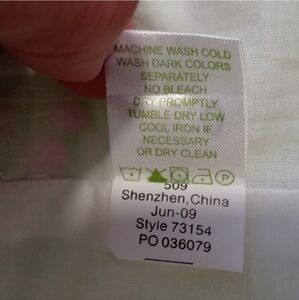 MACHINE WASH COLD
WASH DARK COLORS
SEPARATELY
NO BLEACH
DRY PROMPTLY
TUMBLE DRY LOW
COOL IRON IF
NECESSARY
OR DRY CLEAN
P
509
Shenzhen,China
Jun-09
Style 73154
PO 036079